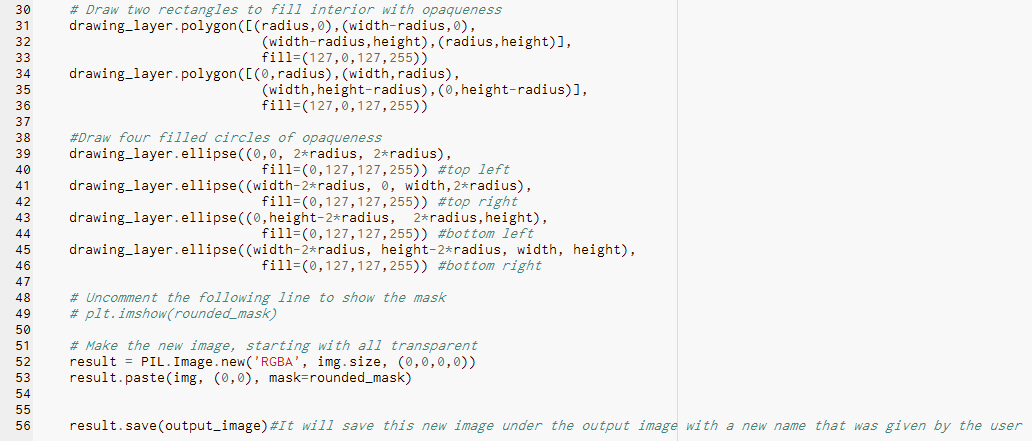 30 # Draw two rectangles to fill interior with opaqueness
31 drawing_layer.polygon([(radius,0),(width-radius,0),
32 (width-radius,height),(radius,height)],
33 fill=(127,0,127,255))
34 drawing_layer.polygon([(0,radius),(width,radius),
35 (width,height-radius),(0,height-radius)],
36 fill=(127,0,127,255))
37
38 #Draw four filled circles of opaqueness
39 drawing_layer.ellipse((0,0, 2*radius, 2*radius),
40 fill=(0,127,127,255)) #top left
41 drawing_layer.ellipse((width-2*radius, 0, width,2*radius),
42 fill=(0,127,127,255)) #top right
43 drawing_layer.ellipse((0,height-2*radius,  2*radius,height),
44 fill=(0,127,127,255)) #bottom left
45 drawing_layer.ellipse((width-2*radius, height-2*radius, width, height),
46 fill=(0,127,127,255)) #bottom right
47
48 # Uncomment the following line to show the mask
49 # plt.imshow(rounded_mask)
50
51 # Make the new image, starting with all transparent
52 result = PIL.Image.new('RGBA', img.size, (0,0,0,0))
53 result.paste(img, (0,0), mask=rounded_mask)
54
55
56 result.save(output_image)#It will save this new image under the output image with a new name that was given by the user